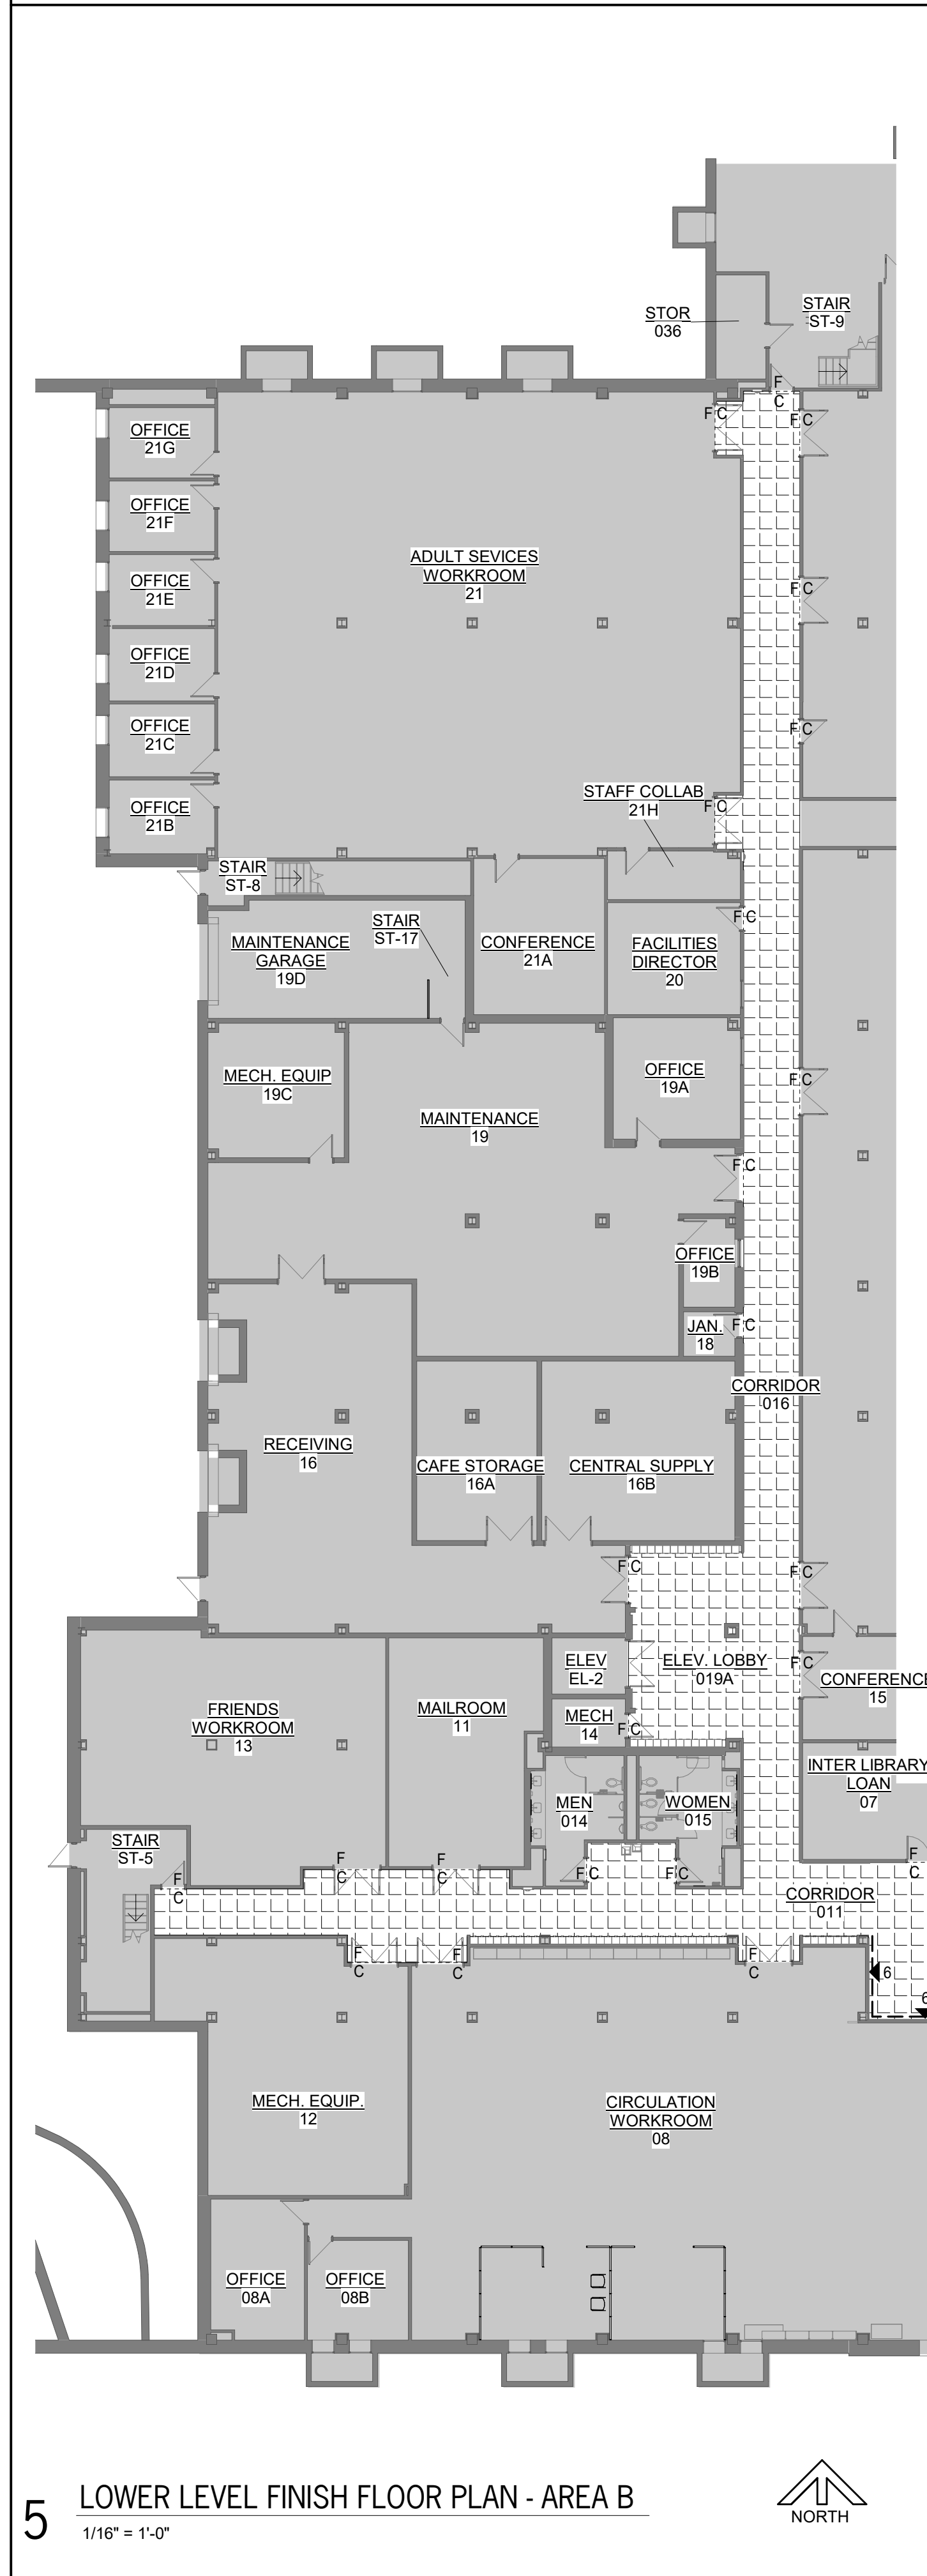 STOR
036
STAIR
ST-9
F
C
F C
F C
OFFICE
21G
OFFICE
21F
ADULT SEVICES
WORKROOM
21
OFFICE
21E
F C
OFFICE
21D
OFFICE
21C
F C
STAFF COLLAB
21H
F C
OFFICE
21B
STAIR
ST-8
STAIR
ST-17
F C
MAINTENANCE
GARAGE
19D
CONFERENCE
21A
FACILITIES
DIRECTOR
20
MECH. EQUIP
19C
OFFICE
19A
F C
MAINTENANCE
19
F C
OFFICE
19B
JAN.
18
F C
CORRIDOR
016
RECEIVING
16
CAFE STORAGE
16A
CENTRAL SUPPLY
16B
F C
F C
ELEV
EL-2
ELEV. LOBBY
019A
F C
CONFERENCE
15
FRIENDS
WORKROOM
13
MAILROOM
11
MECH
14
F C
INTER LIBRARY
LOAN
07
MEN
014
WOMEN
015
STAIR
ST-5
F
C
F
C
F
C
F C
F C
F
C
CORRIDOR
011
F
C
F
C
F
C
6
6
MECH. EQUIP.
12
CIRCULATION
WORKROOM
08
OFFICE
08A
OFFICE
08B
5
LOWER LEVEL FINISH FLOOR PLAN - AREA B
1/16" = 1'-0"
NORTH